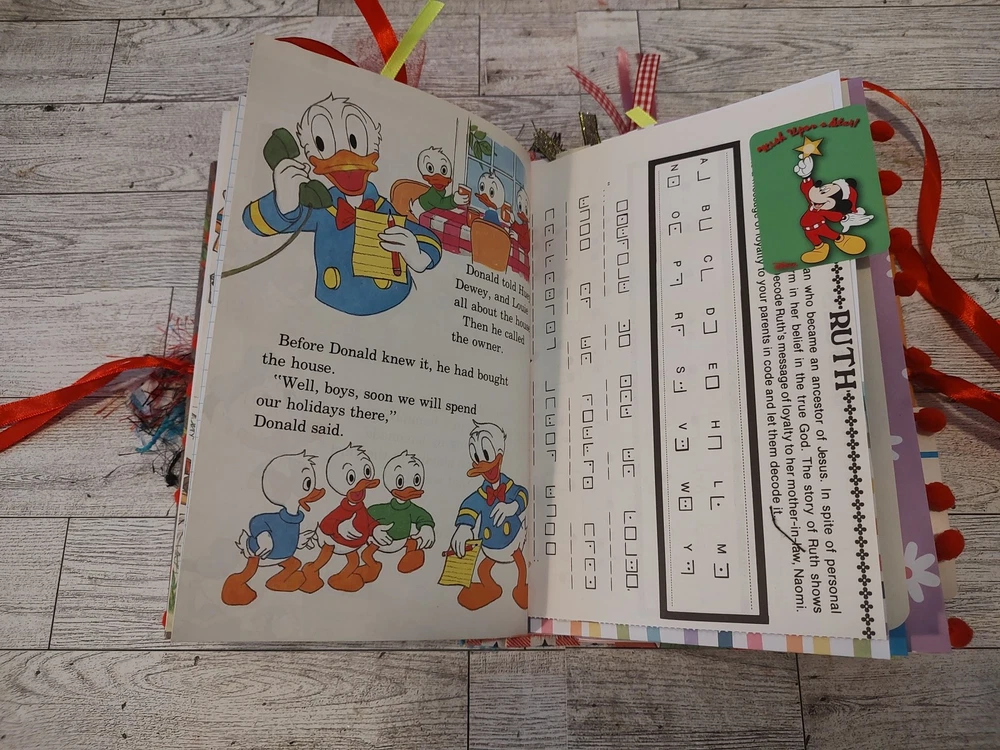 Donald told Huey,
Dewey, and Louie
all about the house
Then he called
the owner.
Before Donald knew it, he had bought
the house.
"Well, boys, soon we will spend
our holidays there,"
Donald said.
RUTH
an who became an ancestor of Jesus. In spite of personal
rm in her belief in the true God. The story of Ruth shows
message of loyalty to her mother-in-law, Naomi.
ecode Ruth's message of loyalty to your parents in code and let them decode it.
A B C D E H L M
N O P R S V W Y